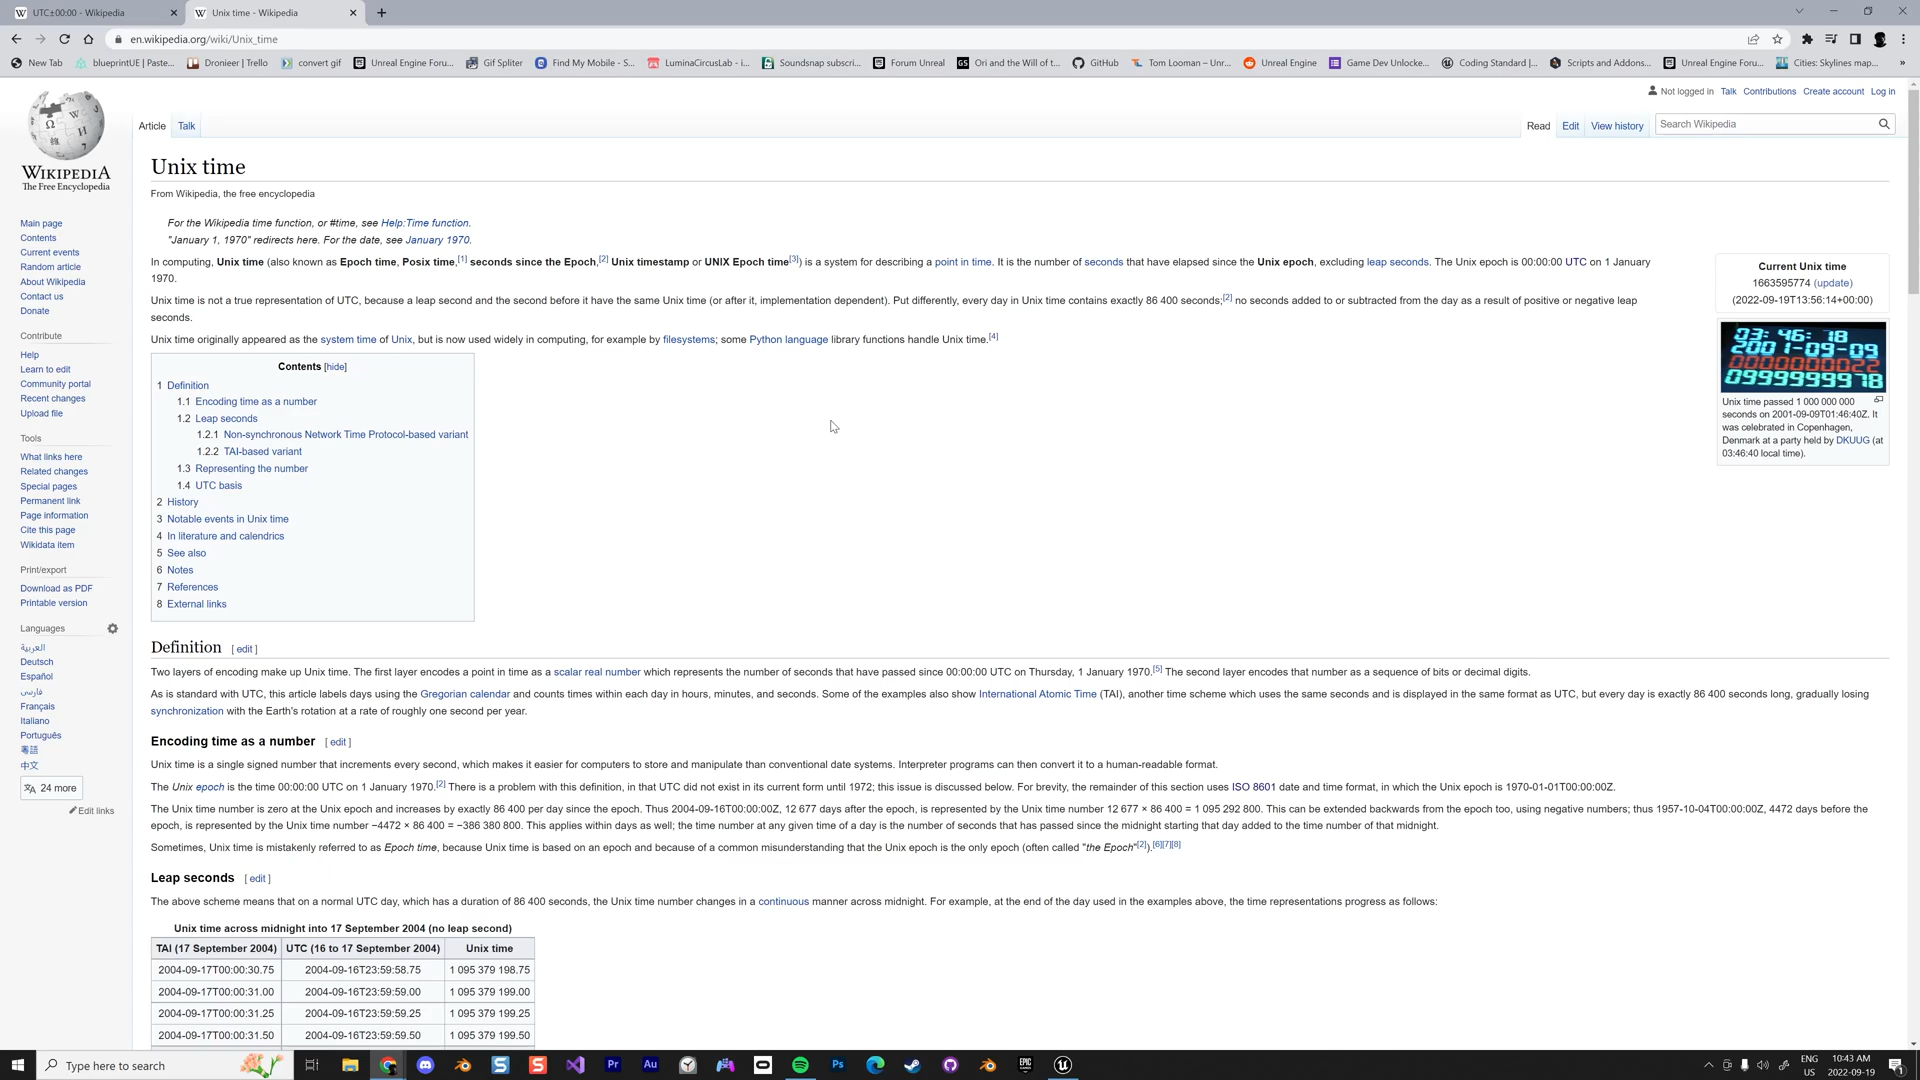 UTC±00:00 - Wikipedia
Unix time - Wikipedia
en.wikipedia.org/wiki/Unix_time
New Tab
blueprintUE | Paste...
Dronieer | Trello
convert gif
Unreal Engine Foru...
Gif Spliter
Find My Mobile - S...
LuminaCircusLab - i...
Soundsnap subscri...
Forum Unreal
Ori and the Will of t...
GitHub
Tom Looman – Unr...
Unreal Engine
Game Dev Unlocke...
Coding Standard |...
Scripts and Addons...
Unreal Engine Foru...
Cities: Skylines map...
»
Not logged in Talk Contributions Create account Log in
Article Talk
Read Edit View history
Search Wikipedia
WIKIPEDIA
The Free Encyclopedia
Main page
Contents
Current events
Random article
About Wikipedia
Contact us
Donate
Contribute
Help
Learn to edit
Community portal
Recent changes
Upload file
Tools
What links here
Related changes
Special pages
Permanent link
Page information
Cite this page
Wikidata item
Print/export
Download as PDF
Printable version
Languages
العربية
Deutsch
Español
فارسی
Français
Italiano
Português
粵語
中文
24 more
Edit links
Unix time
From Wikipedia, the free encyclopedia
For the Wikipedia time function, or #time, see Help:Time function.
"January 1, 1970" redirects here. For the date, see January 1970.
In computing, Unix time (also known as Epoch time, Posix time,[1] seconds since the Epoch,[2] Unix timestamp or UNIX Epoch time[3]) is a system for describing a point in time. It is the number of seconds that have elapsed since the Unix epoch, excluding leap seconds. The Unix epoch is 00:00:00 UTC on 1 January
1970.
Unix time is not a true representation of UTC, because a leap second and the second before it have the same Unix time (or after it, implementation dependent). Put differently, every day in Unix time contains exactly 86 400 seconds;[2] no seconds added to or subtracted from the day as a result of positive or negative leap
seconds.
Unix time originally appeared as the system time of Unix, but is now used widely in computing, for example by filesystems; some Python language library functions handle Unix time.[4]
Current Unix time
1663595774 (update)
(2022-09-19T13:56:14+00:00)
03:46:18
2001-09-09
0000000022
0999999978
Unix time passed 1 000 000 000
seconds on 2001-09-09T01:46:40Z. It
was celebrated in Copenhagen,
Denmark at a party held by DKUUG (at
03:46:40 local time).
Contents [hide]
1 Definition
1.1 Encoding time as a number
1.2 Leap seconds
1.2.1 Non-synchronous Network Time Protocol-based variant
1.2.2 TAI-based variant
1.3 Representing the number
1.4 UTC basis
2 History
3 Notable events in Unix time
4 In literature and calendrics
5 See also
6 Notes
7 References
8 External links
Definition [ edit ]
Two layers of encoding make up Unix time. The first layer encodes a point in time as a scalar real number which represents the number of seconds that have passed since 00:00:00 UTC on Thursday, 1 January 1970.[5] The second layer encodes that number as a sequence of bits or decimal digits.
As is standard with UTC, this article labels days using the Gregorian calendar and counts times within each day in hours, minutes, and seconds. Some of the examples also show International Atomic Time (TAI), another time scheme which uses the same seconds and is displayed in the same format as UTC, but every day is exactly 86 400 seconds long, gradually losing
synchronization with the Earth's rotation at a rate of roughly one second per year.
Encoding time as a number [ edit ]
Unix time is a single signed number that increments every second, which makes it easier for computers to store and manipulate than conventional date systems. Interpreter programs can then convert it to a human-readable format.
The Unix epoch is the time 00:00:00 UTC on 1 January 1970.[2] There is a problem with this definition, in that UTC did not exist in its current form until 1972; this issue is discussed below. For brevity, the remainder of this section uses ISO 8601 date and time format, in which the Unix epoch is 1970-01-01T00:00:00Z.
The Unix time number is zero at the Unix epoch and increases by exactly 86 400 per day since the epoch. Thus 2004-09-16T00:00:00Z, 12 677 days after the epoch, is represented by the Unix time number 12 677 × 86 400 = 1 095 292 800. This can be extended backwards from the epoch too, using negative numbers; thus 1957-10-04T00:00:00Z, 4472 days before the
epoch, is represented by the Unix time number −4472 × 86 400 = −386 380 800. This applies within days as well; the time number at any given time of a day is the number of seconds that has passed since the midnight starting that day added to the time number of that midnight.
Sometimes, Unix time is mistakenly referred to as Epoch time, because Unix time is based on an epoch and because of a common misunderstanding that the Unix epoch is the only epoch (often called "the Epoch"[2]).[6][7][8]
Leap seconds [ edit ]
The above scheme means that on a normal UTC day, which has a duration of 86 400 seconds, the Unix time number changes in a continuous manner across midnight. For example, at the end of the day used in the examples above, the time representations progress as follows:
Unix time across midnight into 17 September 2004 (no leap second)
TAI (17 September 2004) UTC (16 to 17 September 2004) Unix time
2004-09-17T00:00:30.75 2004-09-16T23:59:58.75 1 095 379 198.75
2004-09-17T00:00:31.00 2004-09-16T23:59:59.00 1 095 379 199.00
2004-09-17T00:00:31.25 2004-09-16T23:59:59.25 1 095 379 199.25
2004-09-17T00:00:31.50 2004-09-16T23:59:59.50 1 095 379 199.50
Type here to search
Pr
Au
Ps
ENG
US
10:43 AM
2022-09-19
1